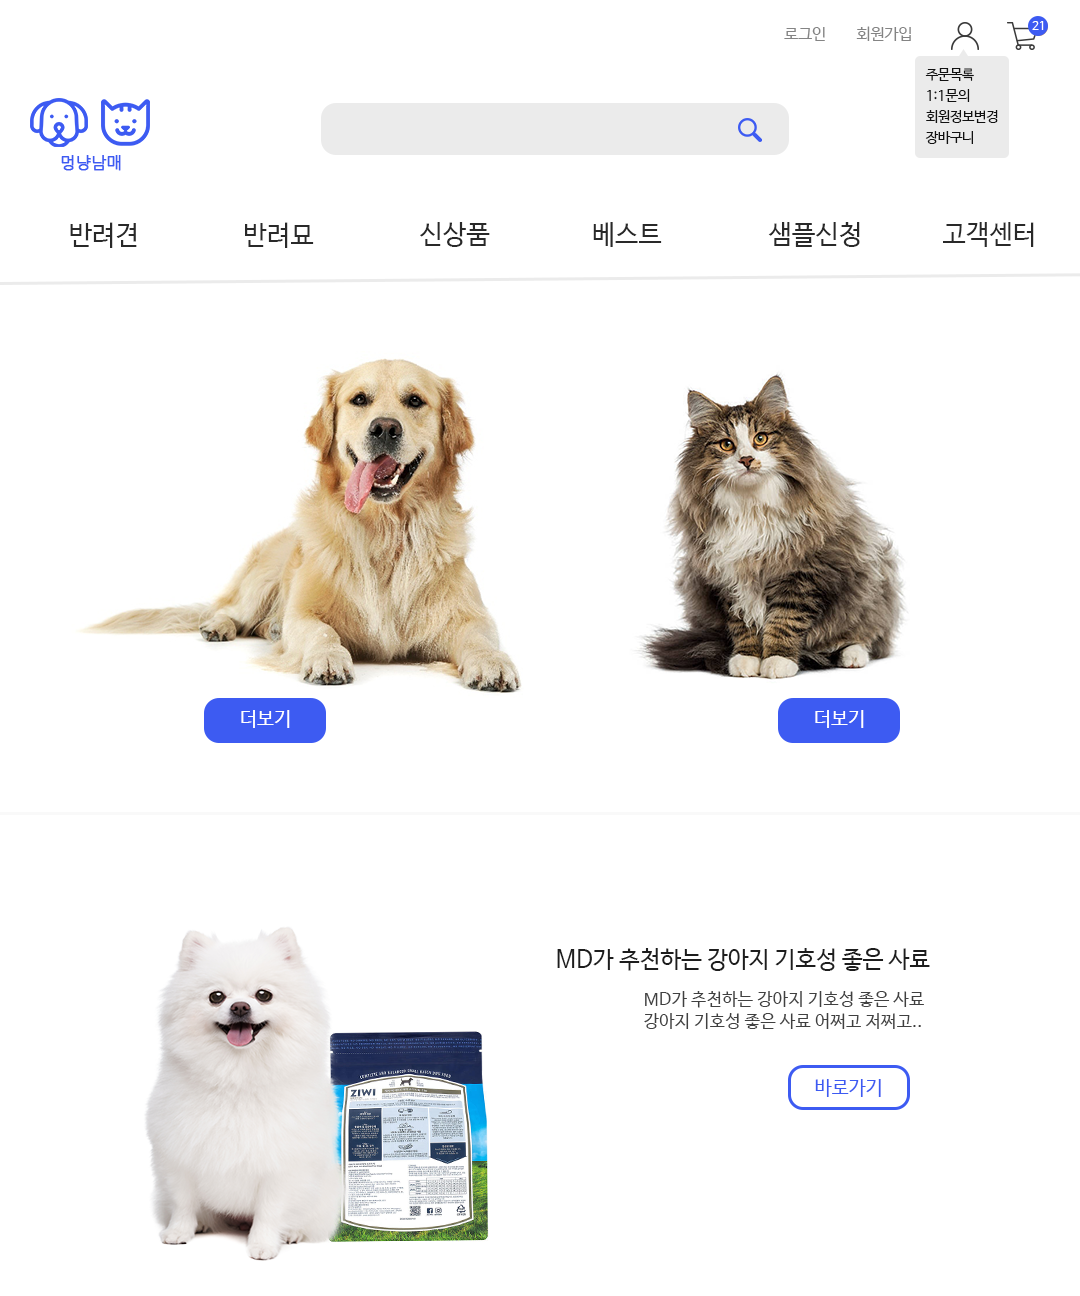 로그인 회원가입 21
주문목록
1:1문의
회원정보변경
장바구니
멍냥남매
반려견 반려묘 신상품 베스트 샘플신청 고객센터
더보기 더보기
MD가 추천하는 강아지 기호성 좋은 사료
MD가 추천하는 강아지 기호성 좋은 사료
강아지 기호성 좋은 사료 어쩌고 저쩌고..
바로가기
ZIWI